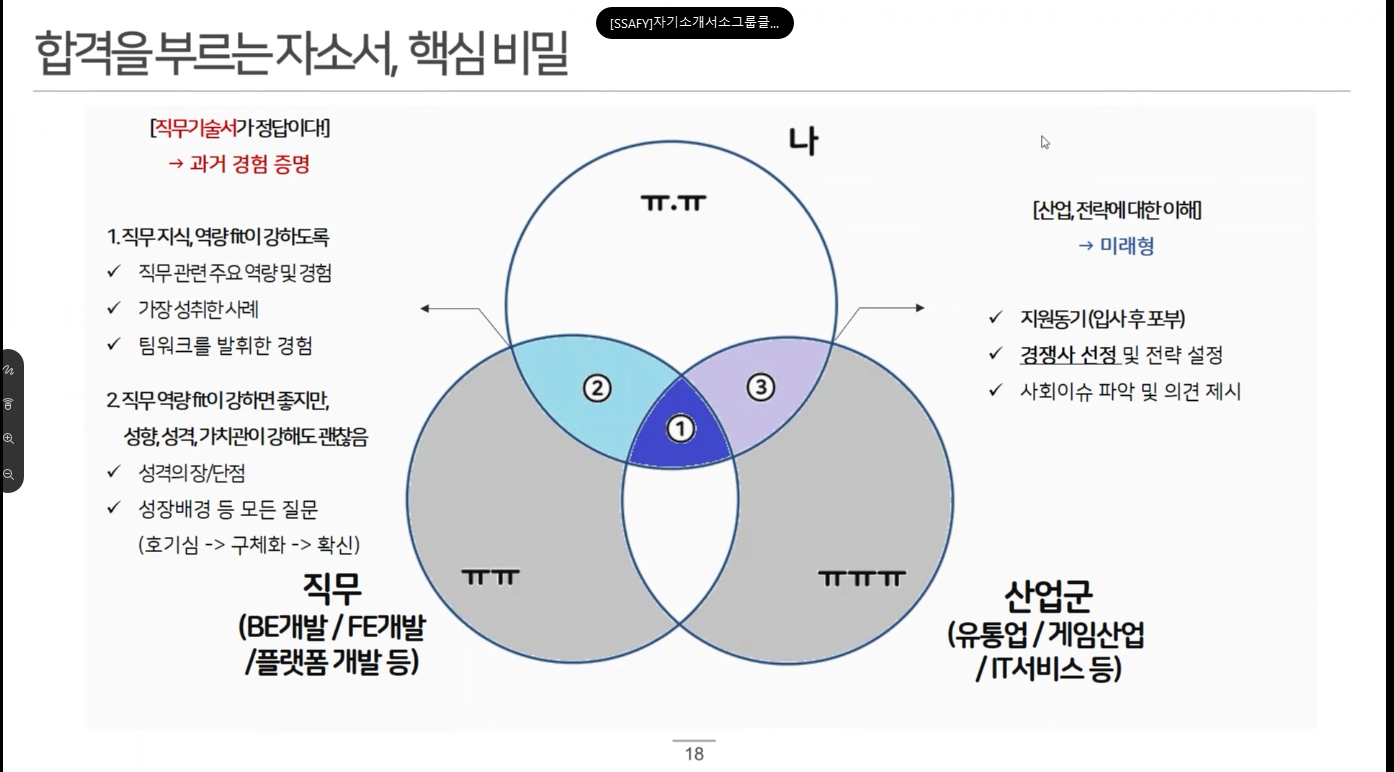 [SSAFY]자기소개서소그룹클...
합격을 부르는 자소서, 핵심 비밀
[직무기술서가 정답이다!]
→ 과거 경험 증명
1. 직무 지식, 역량 fit이 강하도록
✓ 직무 관련 주요 역량 및 경험
✓ 가장 성취한 사례
✓ 팀워크를 발휘한 경험
2. 직무 역량 fit이 강하면 좋지만,
성향, 성격, 가치관이 강해도 괜찮음
✓ 성격의 장/단점
✓ 성장배경 등 모든 질문
(호기심 -> 구체화 -> 확신)
직무
(BE개발 / FE개발
/플랫폼 개발 등)
나
ㅠ.ㅠ
②
③
①
ㅠㅠ
ㅠㅠㅠ
[산업, 전략에 대한 이해]
→ 미래형
✓ 지원동기 (입사 후 포부)
✓ 경쟁사 선정 및 전략 설정
✓ 사회이슈 파악 및 의견 제시
산업군
(유통업 / 게임산업
/ IT서비스 등)
18